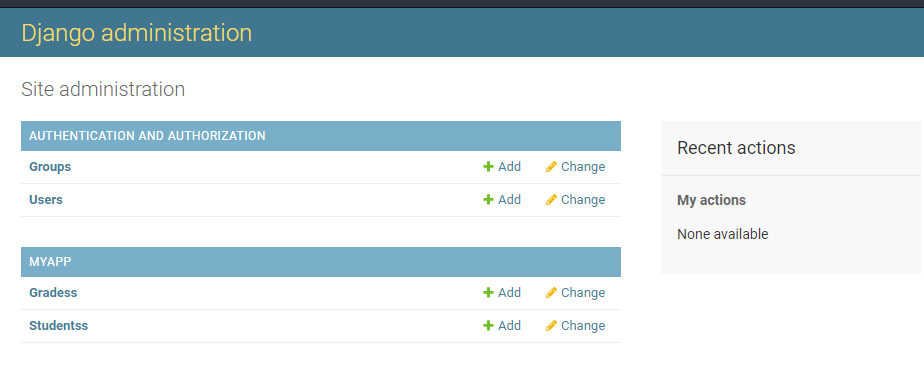 Django administration
Site administration
AUTHENTICATION AND AUTHORIZATION
Groups Add Change
Users Add Change
MYAPP
Gradess Add Change
Studentss Add Change
Recent actions
My actions
None available